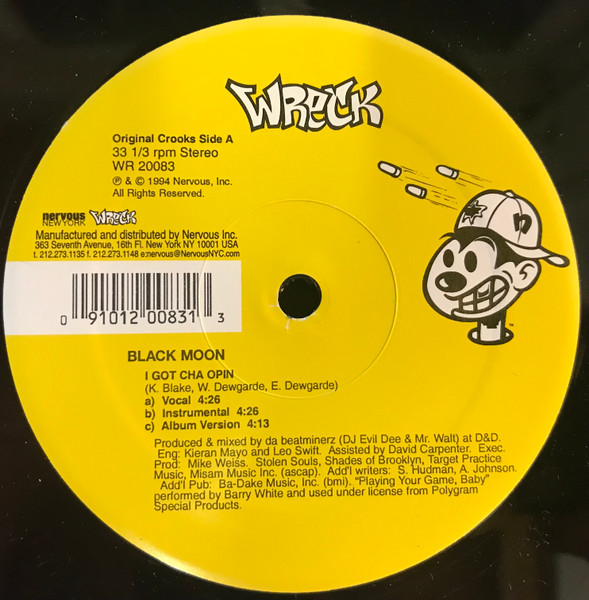 WRECK
Original Crooks Side A
33 1/3 rpm Stereo
WR 20083
℗ & © 1994 Nervous, Inc.
All Rights Reserved.
nervous WRECK
NEW YORK
Manufactured and distributed by Nervous Inc.
363 Seventh Avenue, 16th Fl. New York NY 10001 USA
t. 212.273.1135 f. 212.273.1148 e:nervous@NervousNYC.com
0 91012 00831 3
BLACK MOON
I GOT CHA OPIN
(K. Blake, W. Dewgarde, E. Dewgarde)
a) Vocal 4:26
b) Instrumental 4:26
c) Album Version 4:13
Produced & mixed by da beatminerz (DJ Evil Dee & Mr. Walt) at D&D.
Eng: Kieran Mayo and Leo Swift. Assisted by David Carpenter. Exec.
Prod: Mike Weiss. Stolen Souls, Shades of Brooklyn, Target Practice
Music, Misam Music Inc. (ascap). Add'l writers: S. Hudman, A. Johnson.
Add'l Pub: Ba-Dake Music, Inc. (bmi). "Playing Your Game, Baby"
performed by Barry White and used under license from Polygram
Special Products.
n
TM